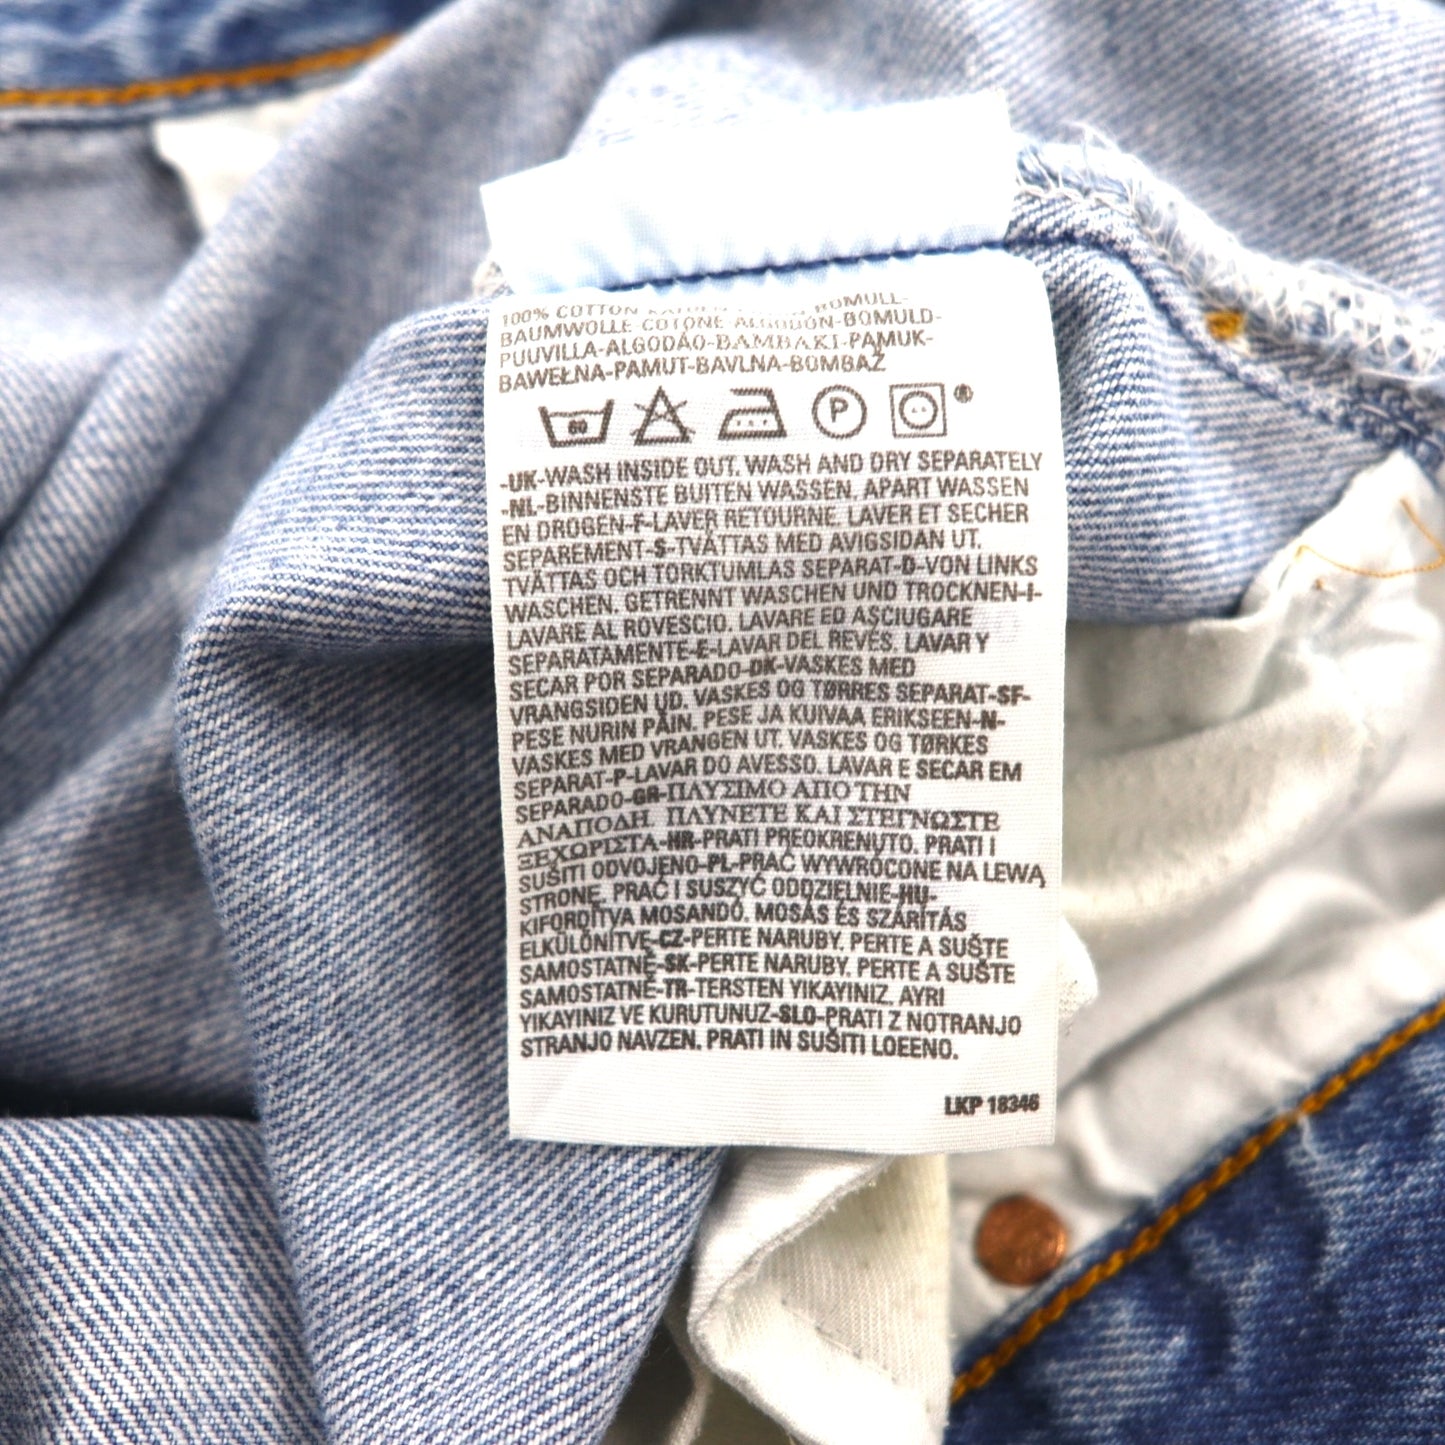 100% COTTON ROMULL-
BAUMWOLLE-COTONE-ALGODÓN-BOMULD-
PUUVILLA-ALGODÃO-BAMBAKI-PAMUK-
BAWEŁNA-PAMUT-BAVLNA-BOMBAŽ
60 P ®
-UK-WASH INSIDE OUT. WASH AND DRY SEPARATELY
-NL-BINNENSTE BUITEN WASSEN. APART WASSEN
EN DROGEN-F-LAVER RETOURNE. LAVER ET SECHER
SEPAREMENT-S-TVÄTTAS MED AVIGSIDAN UT.
TVÄTTAS OCH TORKTUMLAS SEPARAT-D-VON LINKS
WASCHEN. GETRENNT WASCHEN UND TROCKNEN-I-
LAVARE AL ROVESCIO. LAVARE ED ASCIUGARE
SEPARATAMENTE-E-LAVAR DEL REVÉS. LAVAR Y
SECAR POR SEPARADO-DK-VASKES MED
VRANGSIDEN UD. VASKES OG TØRRES SEPARAT-SF-
PESE NURIN PÄIN. PESE JA KUIVAA ERIKSEEN-N-
VASKES MED VRANGEN UT. VASKES OG TØRKES
SEPARAT-P-LAVAR DO AVESSO. LAVAR E SECAR EM
SEPARADO-GR-ΠΛΥΣΙΜΟ ΑΠΟ ΤΗΝ
ΑΝΑΠΟΔΗ. ΠΛΥΝΕΤΕ ΚΑΙ ΣΤΕΓΝΩΣΤΕ
ΞΕΧΩΡΙΣΤΑ-HR-PRATI PREOKRENUTO. PRATI I
SUŠITI ODVOJENO-PL-PRAĆ WYWRÓCONE NA LEWĄ
STRONĘ. PRAĆ I SUSZYĆ ODDZIELNIE-HU-
KIFORDÍTVA MOSANDÓ. MOSÁS ÉS SZÁRÍTÁS
ELKÜLÖNÍTVE-CZ-PERTE NARUBY. PERTE A SUŠTE
SAMOSTATNĚ-SK-PERTE NARUBY. PERTE A SUŠTE
SAMOSTATNE-TR-TERSTEN YIKAYINIZ. AYRI
YIKAYINIZ VE KURUTUNUZ-SLO-PRATI Z NOTRANJO
STRANJO NAVZEN. PRATI IN SUŠITI LOEENO.
LKP 18346